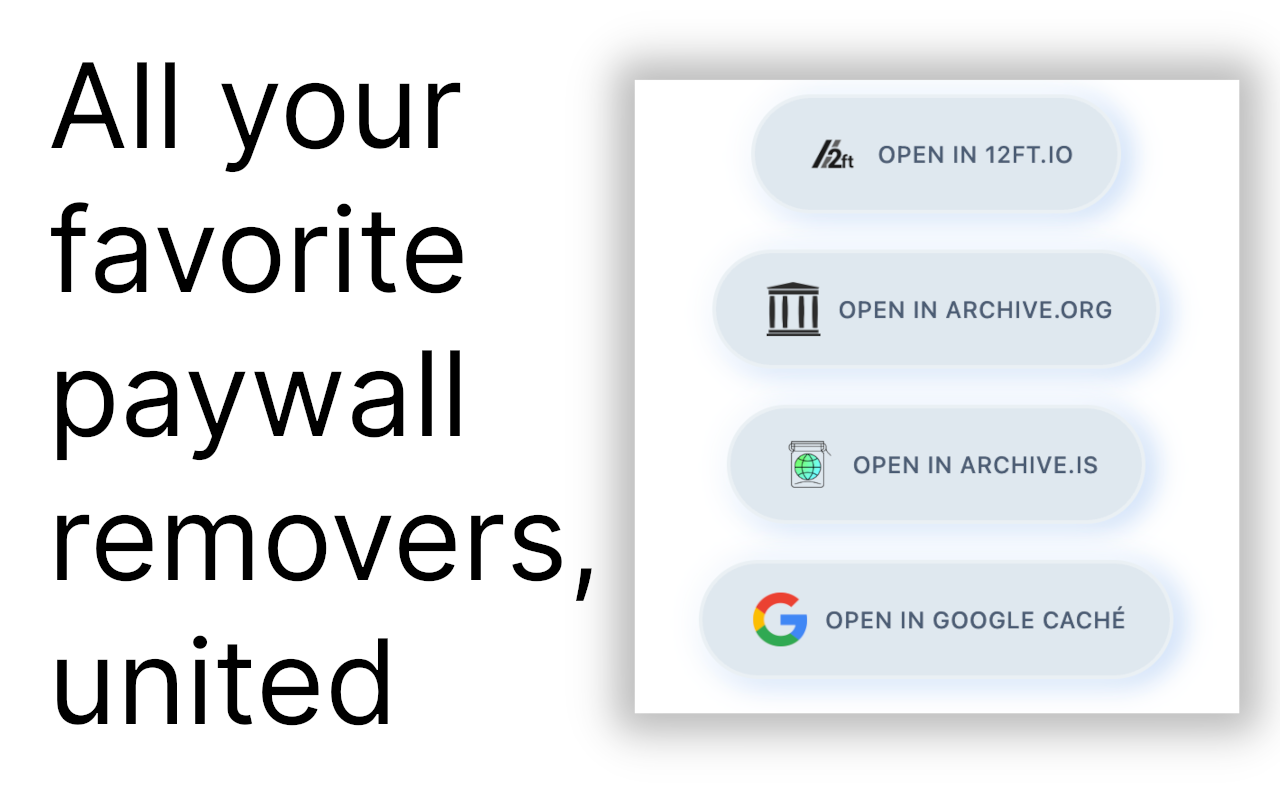 All your
favorite
paywall
removers,
united
12ft OPEN IN 12FT.IO
OPEN IN ARCHIVE.ORG
OPEN IN ARCHIVE.IS
OPEN IN GOOGLE CACHÉ